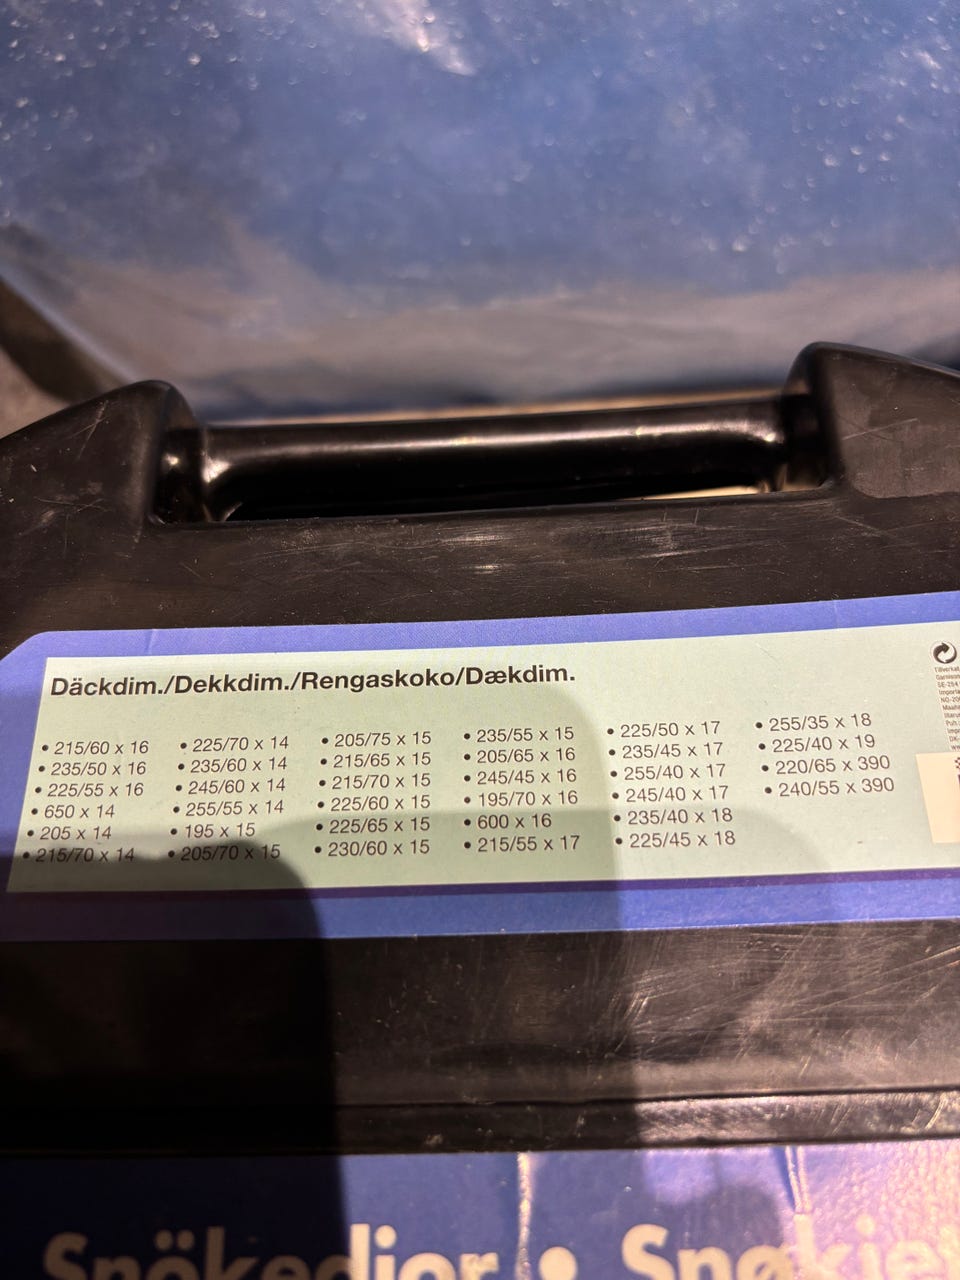 Däckdim./Dekkdim./Rengaskoko/Dækdim.
• 215/60 x 16
• 235/50 x 16
• 225/55 x 16
• 650 x 14
• 205 x 14
• 215/70 x 14
• 225/70 x 14
• 235/60 x 14
• 245/60 x 14
• 255/55 x 14
• 195 x 15
• 205/70 x 15
• 205/75 x 15
• 215/65 x 15
• 215/70 x 15
• 225/60 x 15
• 225/65 x 15
• 230/60 x 15
• 235/55 x 15
• 205/65 x 16
• 245/45 x 16
• 195/70 x 16
• 600 x 16
• 215/55 x 17
• 225/50 x 17
• 235/45 x 17
• 255/40 x 17
• 245/40 x 17
• 235/40 x 18
• 225/45 x 18
• 255/35 x 18
• 225/40 x 19
• 220/65 x 390
• 240/55 x 390
Snökedjor • Snøkje